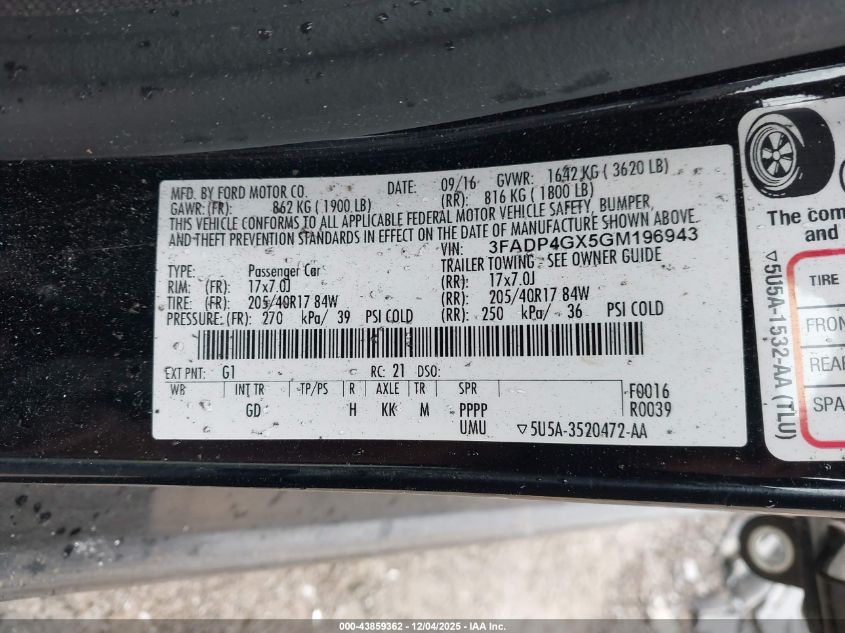 MFD. BY FORD MOTOR CO. DATE: 09/16 GVWR: 1642 KG ( 3620 LB)
GAWR: (FR): 862 KG ( 1900 LB) (RR): 816 KG ( 1800 LB)
THIS VEHICLE CONFORMS TO ALL APPLICABLE FEDERAL MOTOR VEHICLE SAFETY, BUMPER,
AND THEFT PREVENTION STANDARDS IN EFFECT ON THE DATE OF MANUFACTURE SHOWN ABOVE.
VIN: 3FADP4GX5GM196943
TYPE: Passenger Car TRAILER TOWING - SEE OWNER GUIDE
RIM: (FR): 17x7.0J (RR): 17x7.0J
TIRE: (FR): 205/40R17 84W (RR): 205/40R17 84W
PRESSURE: (FR): 270 kPa/ 39 PSI COLD (RR): 250 kPa/ 36 PSI COLD
EXT PNT: G1 RC: 21 DSO:
WB INT TR TP/PS R AXLE TR SPR F0016
GD H KK M PPPP R0039
UMU ▽5U5A-3520472-AA
The com
and
TIRE
FRON
REAR
SPA
▽5U5A-1532-AA (TLU)
000-43859362 - 12/04/2025 - IAA Inc.